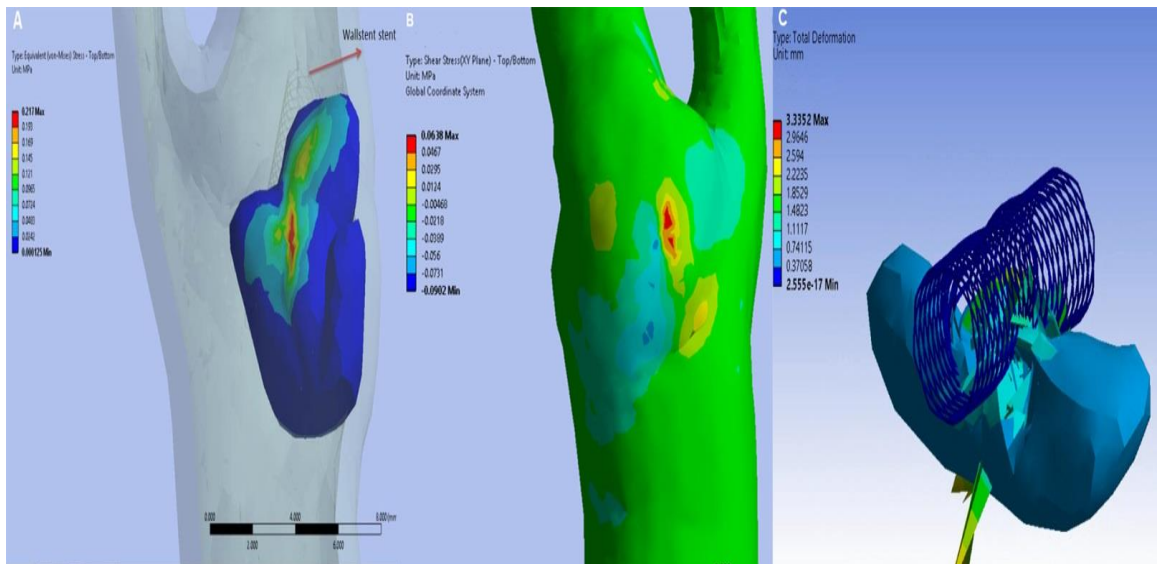 A
Type: Equivalent (von-Mises) Stress - Top/Bottom
Unit: MPa
Wallstent stent
0.217 Max
0.193
0.169
0.145
0.121
0.0965
0.0724
0.0483
0.0242
0.000125 Min
0.000
4.000
8.000 (mm)
2.000
6.000
B
Type: Shear Stress(XY Plane) - Top/Bottom
Unit: MPa
Global Coordinate System
0.0638 Max
0.0467
0.0295
0.0124
-0.00468
-0.0218
-0.0389
-0.056
-0.0731
-0.0902 Min
C
Type: Total Deformation
Unit: mm
3.3352 Max
2.9646
2.594
2.2235
1.8529
1.4823
1.1117
0.74115
0.37058
2.555e-17 Min